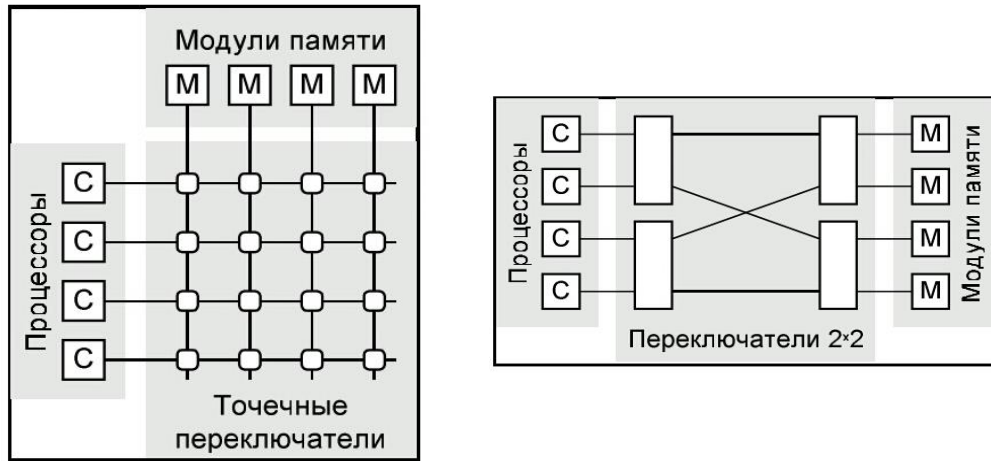 Модули памяти
М М М М
Процессоры
С
С
С
С
Точечные
переключатели
Процессоры
С
С
С
С
Переключатели 2×2
М
М
М
М
Модули памяти